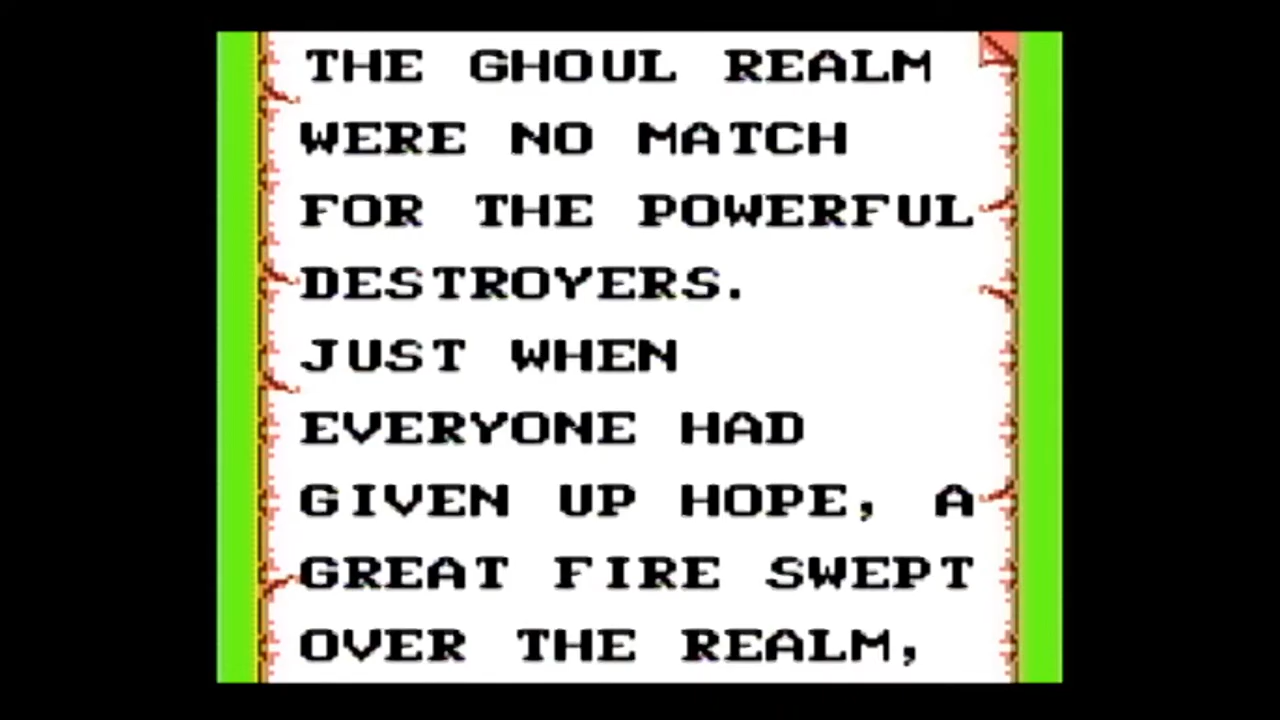 THE GHOUL REALM
WERE NO MATCH
FOR THE POWERFUL
DESTROYERS.
JUST WHEN
EVERYONE HAD
GIVEN UP HOPE, A
GREAT FIRE SWEPT
OVER THE REALM,